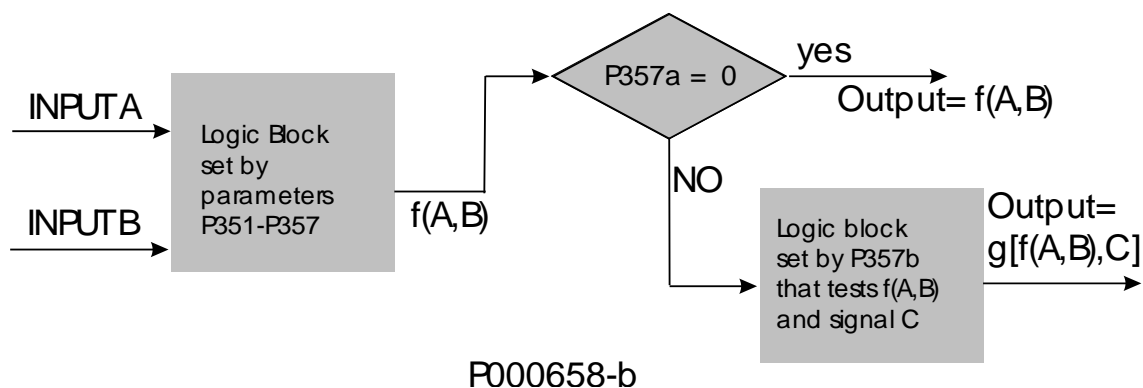 INPUT A
INPUT B
Logic Block
set by
parameters
P351-P357
f(A,B)
P357a = 0
yes
Output= f(A,B)
NO
Logic block
set by P357b
that tests f(A,B)
and signal C
Output=
g[f(A,B),C]
P000658-b